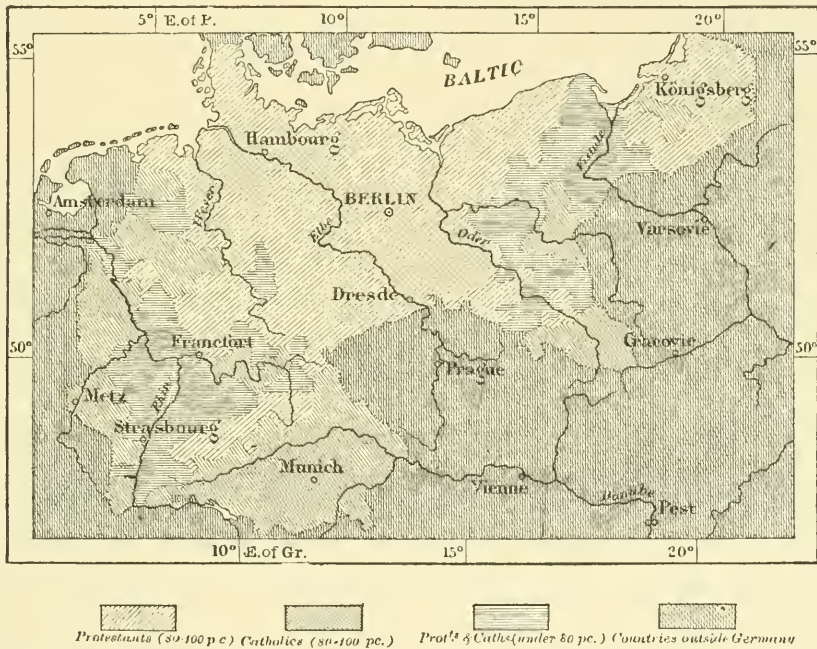 5° E. of P. 10° 15° 20°
55° 55°
BALTIC
Königsberg
Hambourg
Vistule
Amsterdam
Weser
BERLIN
Elbe
Oder
Varsovie
Dresde
50° Francfort Cracovie 50°
Prague
Metz
Rhin
Strasbourg
Munich
Vienne
Danube
Pest
10° E. of Gr. 15° 20°
Protestants (80-100 p c) Catholics (80-100 pc.) Prot.ts & Caths (under 80 pc.) Countries outside Germany